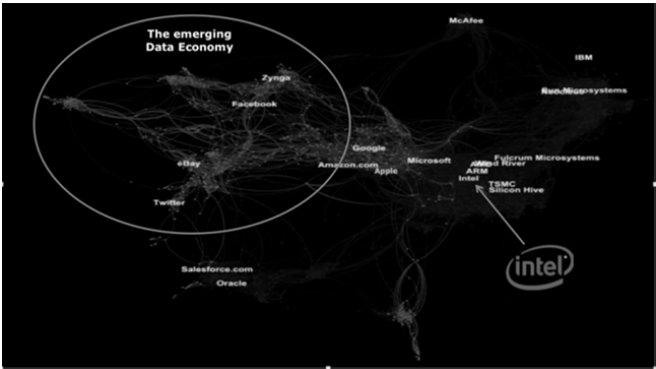 The emerging
Data Economy
McAfee
IBM
Zynga
Microsystems
Facebook
Google
eBay
Amazon.com
Apple
Microsoft
Fulcrum Microsystems
River
ARM
Intel
TSMC
Silicon Hive
Twitter
intel
Salesforce.com
Oracle